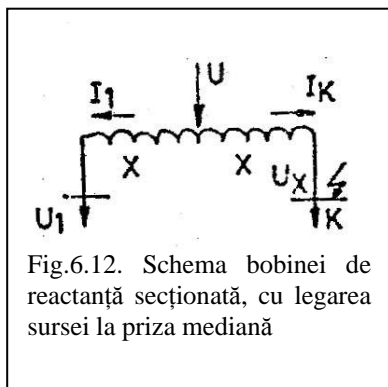 U
I1 IK
X X UX
U1 K
Fig.6.12. Schema bobinei de
reactanță secționată, cu legarea
sursei la priza mediană